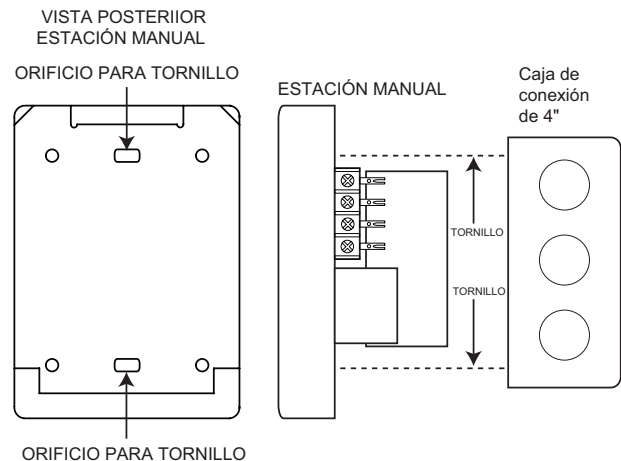 VISTA POSTERIIOR
ESTACIÓN MANUAL
ORIFICIO PARA TORNILLO
ORIFICIO PARA TORNILLO
ESTACIÓN MANUAL
TORNILLO
TORNILLO
Caja de
conexión
de 4"